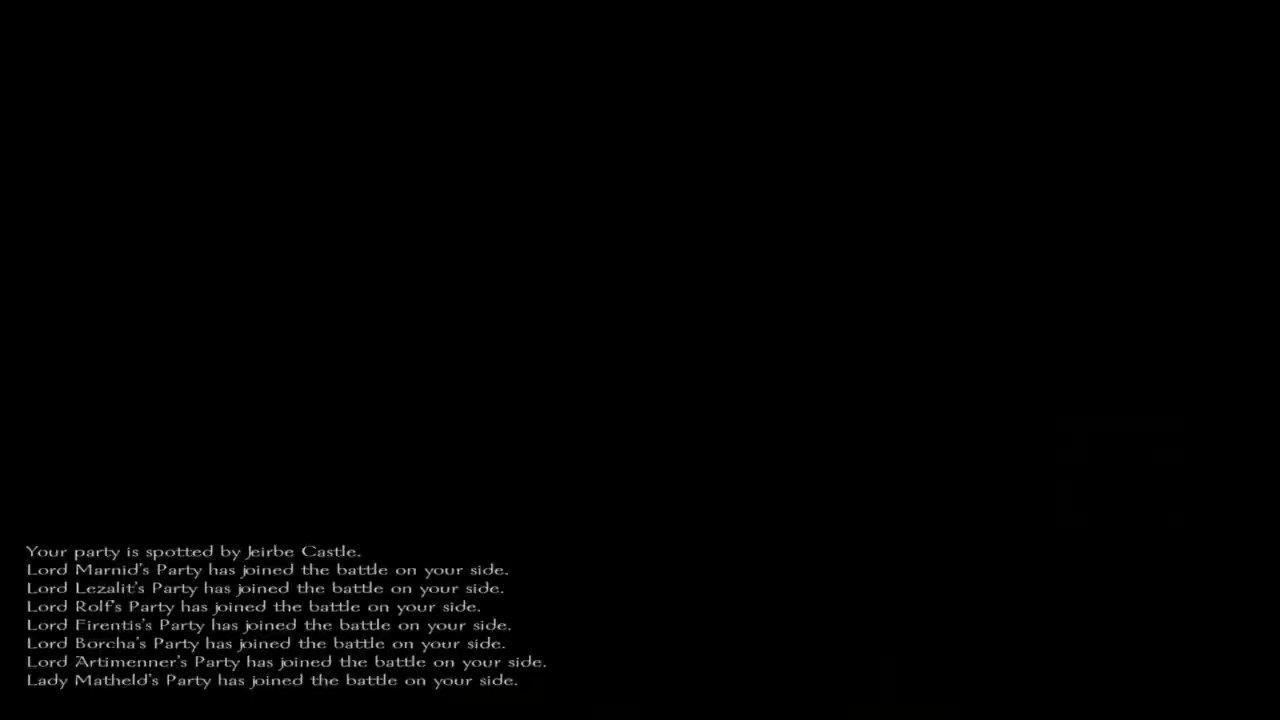 Your party is spotted by Jeirbe Castle.
Lord Marnid's Party has joined the battle on your side.
Lord Lezalit's Party has joined the battle on your side.
Lord Rolf's Party has joined the battle on your side.
Lord Firentis's Party has joined the battle on your side.
Lord Borcha's Party has joined the battle on your side.
Lord Artimenner's Party has joined the battle on your side.
Lady Matheld's Party has joined the battle on your side.